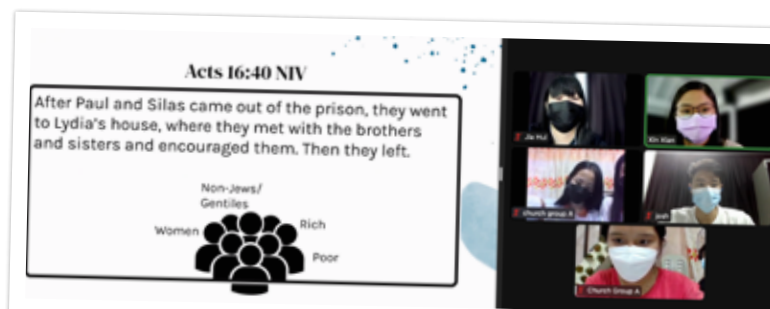 Acts 16:40 NIV
After Paul and Silas came out of the prison, they went
to Lydia's house, where they met with the brothers
and sisters and encouraged them. Then they left.
Non-Jews/
Gentiles
Women
Rich
Poor
Jia Hui
Xin Xian
church group A
josh
Church Group A